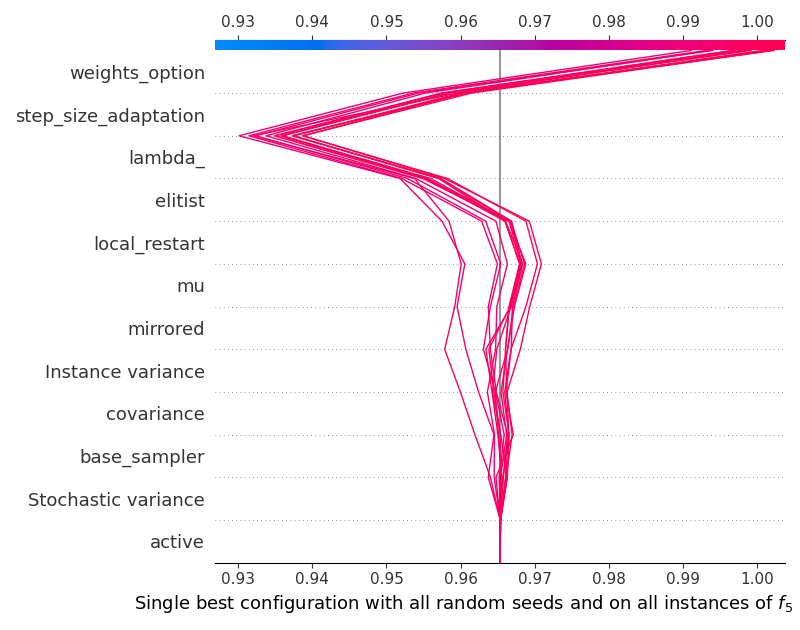 0.93 0.94 0.95 0.96 0.97 0.98 0.99 1.00
weights_option
step_size_adaptation
lambda_
elitist
local_restart
mu
mirrored
Instance variance
covariance
base_sampler
Stochastic variance
active
0.93 0.94 0.95 0.96 0.97 0.98 0.99 1.00
Single best configuration with all random seeds and on all instances of f₅